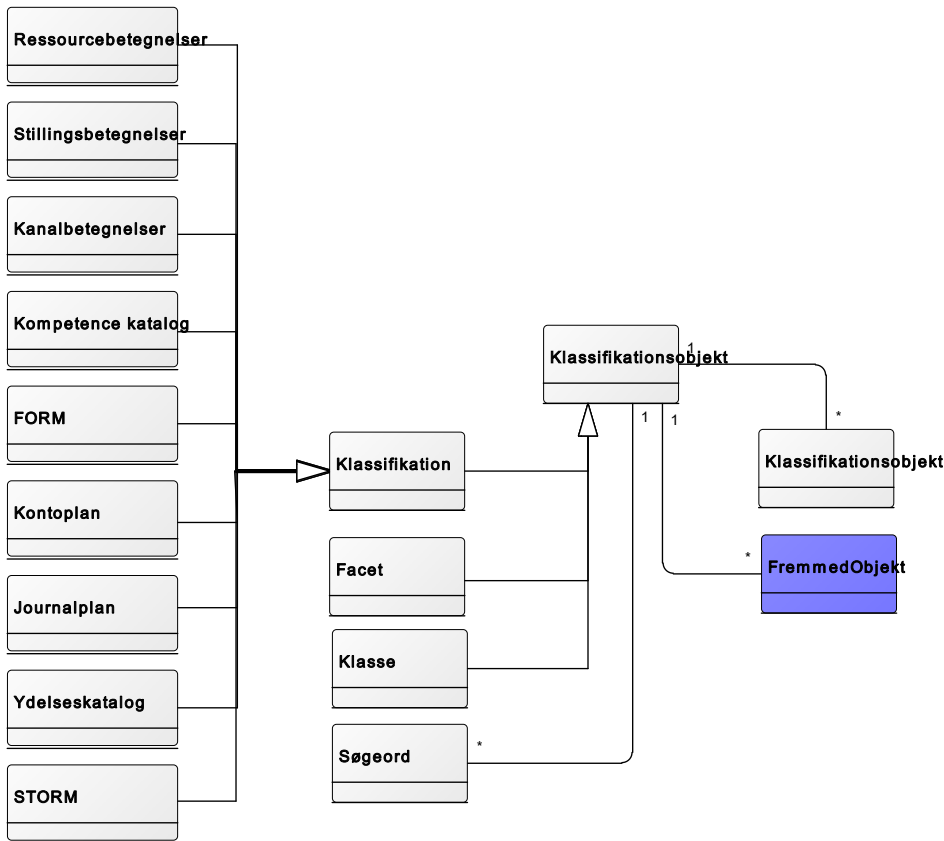 Ressourcebetegnelser
Stillingsbetegnelser
Kanalbetegnelser
Kompetence katalog
FORM
Kontoplan
Journalplan
Ydelseskatalog
STORM
Klassifikation
Facet
Klasse
Søgeord
*
Klassifikationsobjekt
1
1
1
*
Klassifikationsobjekt
*
FremmedObjekt